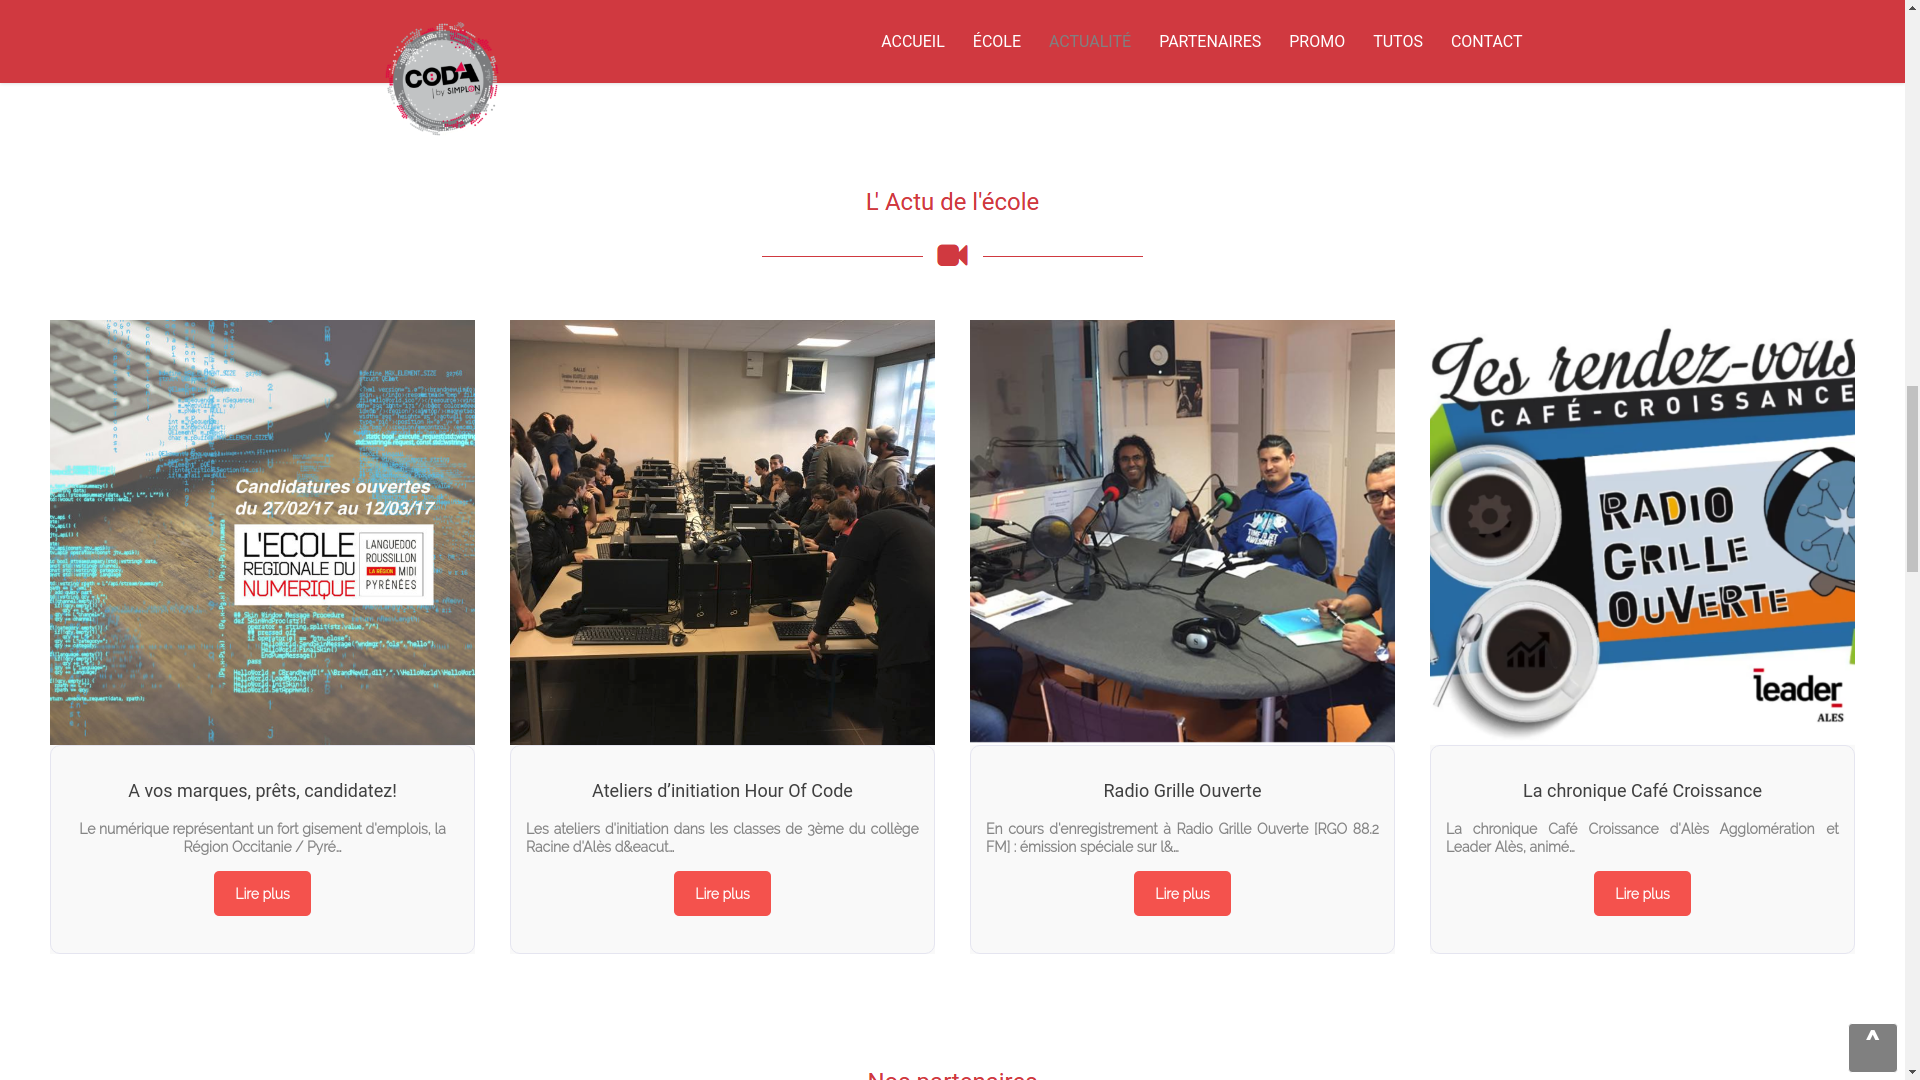 CODA
by SIMPLON
ACCUEIL ÉCOLE ACTUALITÉ PARTENAIRES PROMO TUTOS CONTACT
L' Actu de l'école
Candidatures ouvertes
du 27/02/17 au 12/03/17
L'ECOLE
REGIONALE DU
NUMERIQUE
LANGUEDOC
ROUSSILLON
LA RÉGION MIDI
PYRÉNÉES
Les rendez-vous
CAFÉ-CROISSANCE
RADIO
GRILLE
OUVERTE
leader
ALES
A vos marques, prêts, candidatez!
Le numérique représentant un fort gisement d'emplois, la
Région Occitanie / Pyré...
Lire plus
Ateliers d’initiation Hour Of Code
Les ateliers d'initiation dans les classes de 3ème du collège
Racine d'Alès d&eacut...
Lire plus
Radio Grille Ouverte
En cours d'enregistrement à Radio Grille Ouverte [RGO 88.2
FM] : émission spéciale sur l&...
Lire plus
La chronique Café Croissance
La chronique Café Croissance d'Alès Agglomération et
Leader Alès, animé...
Lire plus
^
Nos partenaires